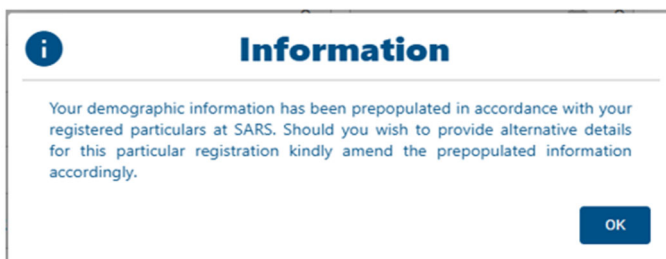 Information
Your demographic information has been prepopulated in accordance with your
registered particulars at SARS. Should you wish to provide alternative details
for this particular registration kindly amend the prepopulated information
accordingly.
OK